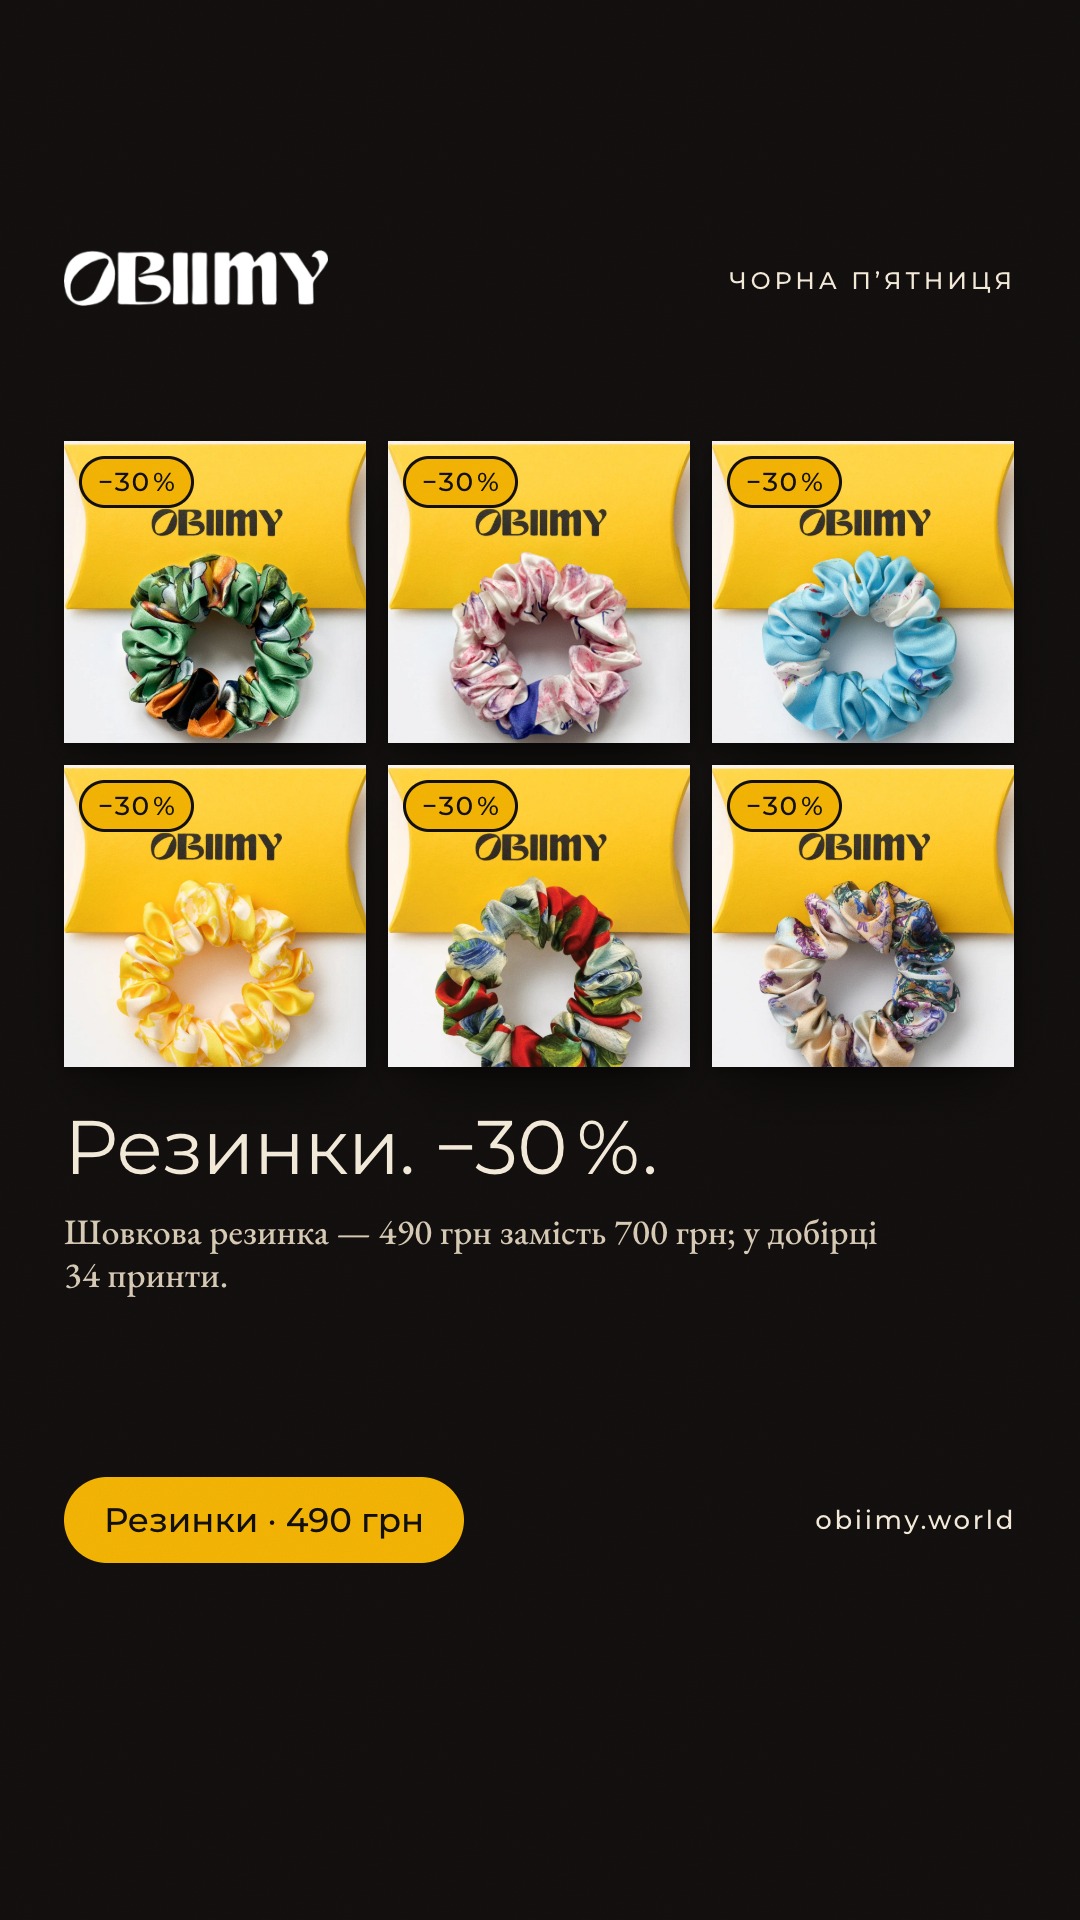 OBIIMY
ЧОРНА П’ЯТНИЦЯ
−30 %
OBIIMY
−30 %
OBIIMY
−30 %
OBIIMY
−30 %
OBIIMY
−30 %
OBIIMY
−30 %
OBIIMY
Резинки. −30 %.
Шовкова резинка — 490 грн замість 700 грн; у добірці
34 принти.
Резинки · 490 грн
obiimy.world